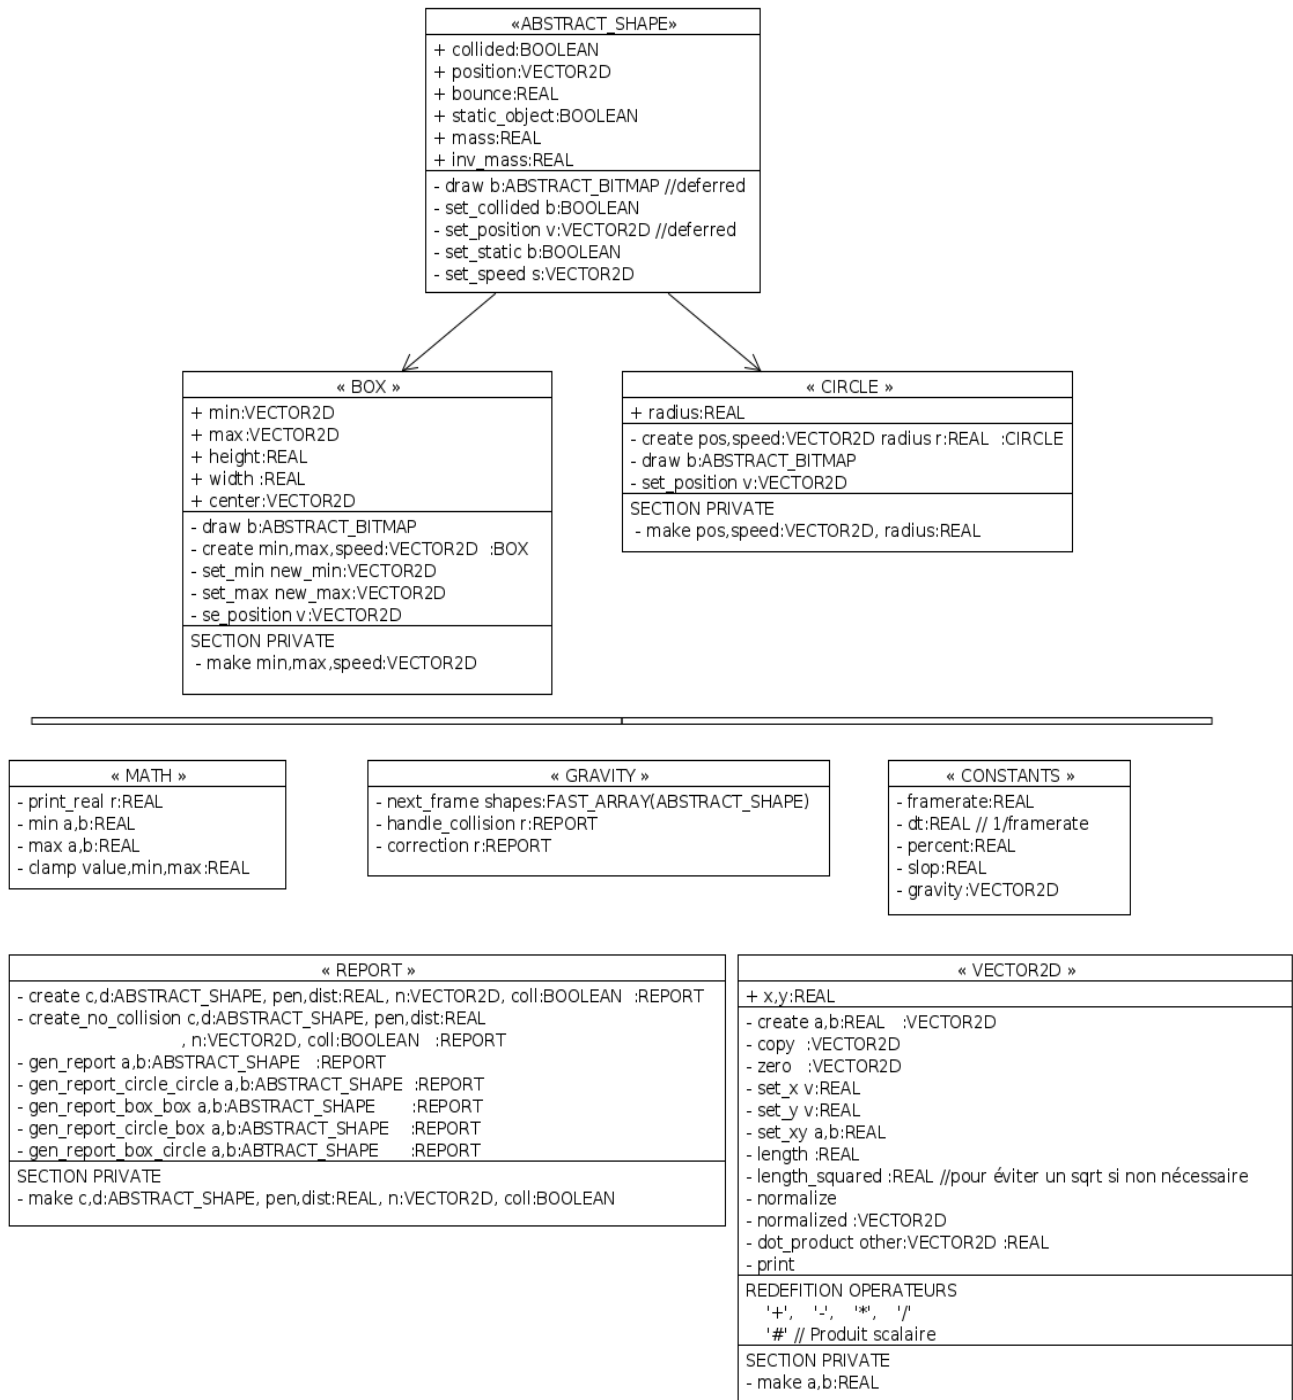 «ABSTRACT_SHAPE»
+ collided:BOOLEAN
+ position:VECTOR2D
+ bounce:REAL
+ static_object:BOOLEAN
+ mass:REAL
+ inv_mass:REAL
- draw b:ABSTRACT_BITMAP //deferred
- set_collided b:BOOLEAN
- set_position v:VECTOR2D //deferred
- set_static b:BOOLEAN
- set_speed s:VECTOR2D
« BOX »
+ min:VECTOR2D
+ max:VECTOR2D
+ height:REAL
+ width :REAL
+ center:VECTOR2D
- draw b:ABSTRACT_BITMAP
- create min,max,speed:VECTOR2D :BOX
- set_min new_min:VECTOR2D
- set_max new_max:VECTOR2D
- se_position v:VECTOR2D
SECTION PRIVATE
- make min,max,speed:VECTOR2D
« CIRCLE »
+ radius:REAL
- create pos,speed:VECTOR2D radius r:REAL :CIRCLE
- draw b:ABSTRACT_BITMAP
- set_position v:VECTOR2D
SECTION PRIVATE
- make pos,speed:VECTOR2D, radius:REAL
« MATH »
- print_real r:REAL
- min a,b:REAL
- max a,b:REAL
- clamp value,min,max:REAL
« GRAVITY »
- next_frame shapes:FAST_ARRAY(ABSTRACT_SHAPE)
- handle_collision r:REPORT
- correction r:REPORT
« CONSTANTS »
- framerate:REAL
- dt:REAL // 1/framerate
- percent:REAL
- slop:REAL
- gravity:VECTOR2D
« REPORT »
- create c,d:ABSTRACT_SHAPE, pen,dist:REAL, n:VECTOR2D, coll:BOOLEAN :REPORT
- create_no_collision c,d:ABSTRACT_SHAPE, pen,dist:REAL
, n:VECTOR2D, coll:BOOLEAN :REPORT
- gen_report a,b:ABSTRACT_SHAPE :REPORT
- gen_report_circle_circle a,b:ABSTRACT_SHAPE :REPORT
- gen_report_box_box a,b:ABSTRACT_SHAPE :REPORT
- gen_report_circle_box a,b:ABSTRACT_SHAPE :REPORT
- gen_report_box_circle a,b:ABTRACT_SHAPE :REPORT
SECTION PRIVATE
- make c,d:ABSTRACT_SHAPE, pen,dist:REAL, n:VECTOR2D, coll:BOOLEAN
« VECTOR2D »
+ x,y:REAL
- create a,b:REAL :VECTOR2D
- copy :VECTOR2D
- zero :VECTOR2D
- set_x v:REAL
- set_y v:REAL
- set_xy a,b:REAL
- length :REAL
- length_squared :REAL //pour éviter un sqrt si non nécessaire
- normalize
- normalized :VECTOR2D
- dot_product other:VECTOR2D :REAL
- print
REDEFITION OPERATEURS
'+', '-', '*', '/'
'#' // Produit scalaire
SECTION PRIVATE
- make a,b:REAL